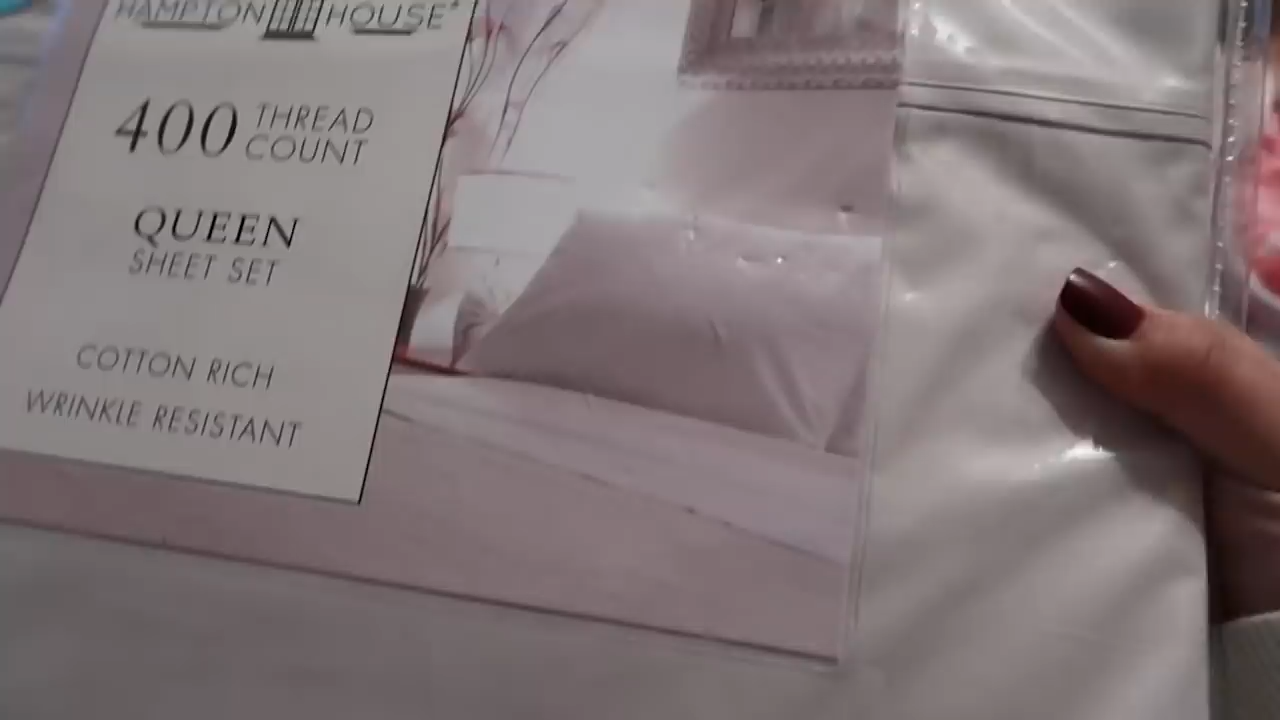 HAMPTON HOUSE
400 THREAD COUNT
QUEEN
SHEET SET
COTTON RICH
WRINKLE RESISTANT